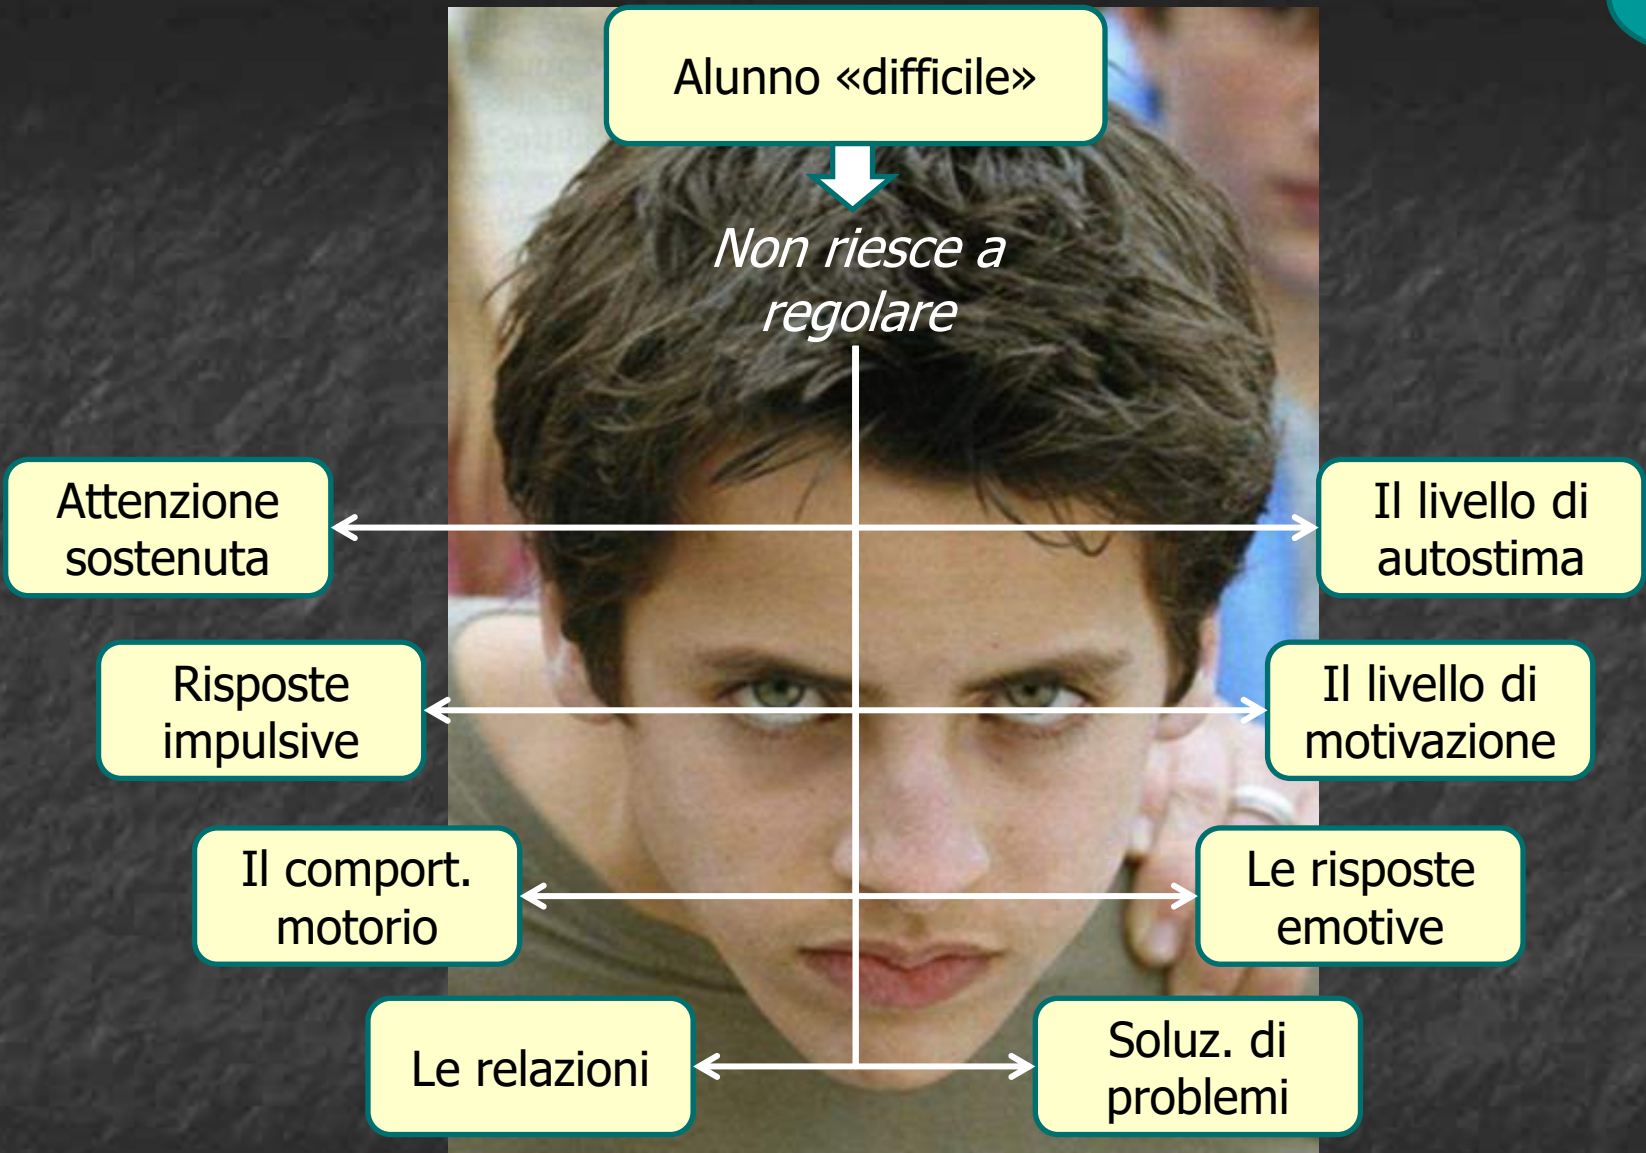 Alunno «difficile»
Non riesce a
regolare
Attenzione
sostenuta
Il livello di
autostima
Risposte
impulsive
Il livello di
motivazione
Il comport.
motorio
Le risposte
emotive
Le relazioni
Soluz. di
problemi